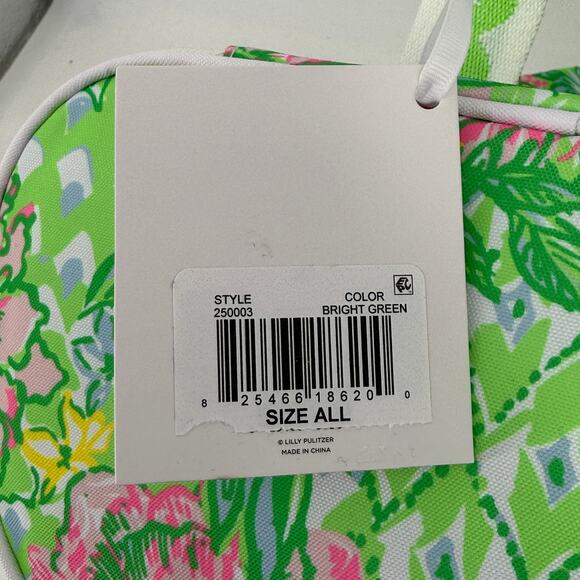 STYLE COLOR
250003 BRIGHT GREEN
8 25466 18620 0
SIZE ALL
© LILLY PULITZER
MADE IN CHINA